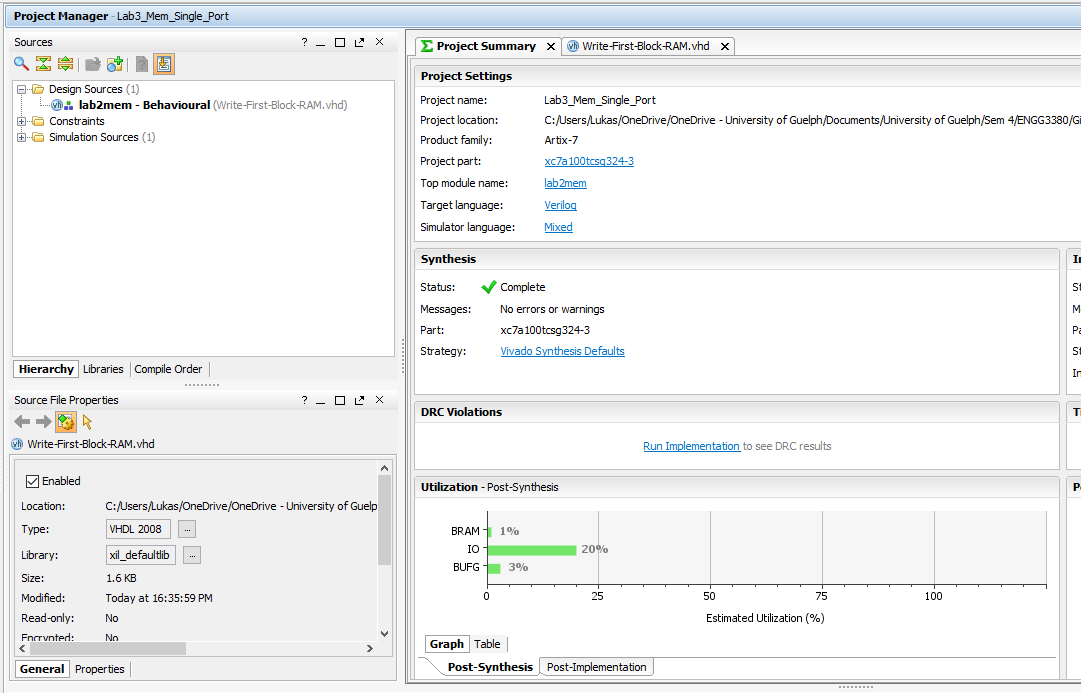 Project Manager - Lab3_Mem_Single_Port
Sources
?
Design Sources (1)
lab2mem - Behavioural (Write-First-Block-RAM.vhd)
Constraints
Simulation Sources (1)
Hierarchy Libraries Compile Order
Source File Properties
?
Write-First-Block-RAM.vhd
Enabled
Location: C:/Users/Lukas/OneDrive/OneDrive - University of Guelp
Type: VHDL 2008 ...
Library: xil_defaultlib ...
Size: 1.6 KB
Modified: Today at 16:35:59 PM
Read-only: No
Encrypted: No
General Properties
Project Summary Write-First-Block-RAM.vhd
Project Settings
Project name: Lab3_Mem_Single_Port
Project location: C:/Users/Lukas/OneDrive/OneDrive - University of Guelph/Documents/University of Guelph/Sem 4/ENGG3380/Gi
Product family: Artix-7
Project part: xc7a100tcsg324-3
Top module name: lab2mem
Target language: Verilog
Simulator language: Mixed
Synthesis
Status: Complete
Messages: No errors or warnings
Part: xc7a100tcsg324-3
Strategy: Vivado Synthesis Defaults
DRC Violations
Run Implementation to see DRC results
Utilization - Post-Synthesis
BRAM 1%
IO 20%
BUFG 3%
0 25 50 75 100
Estimated Utilization (%)
Graph Table
Post-Synthesis Post-Implementation